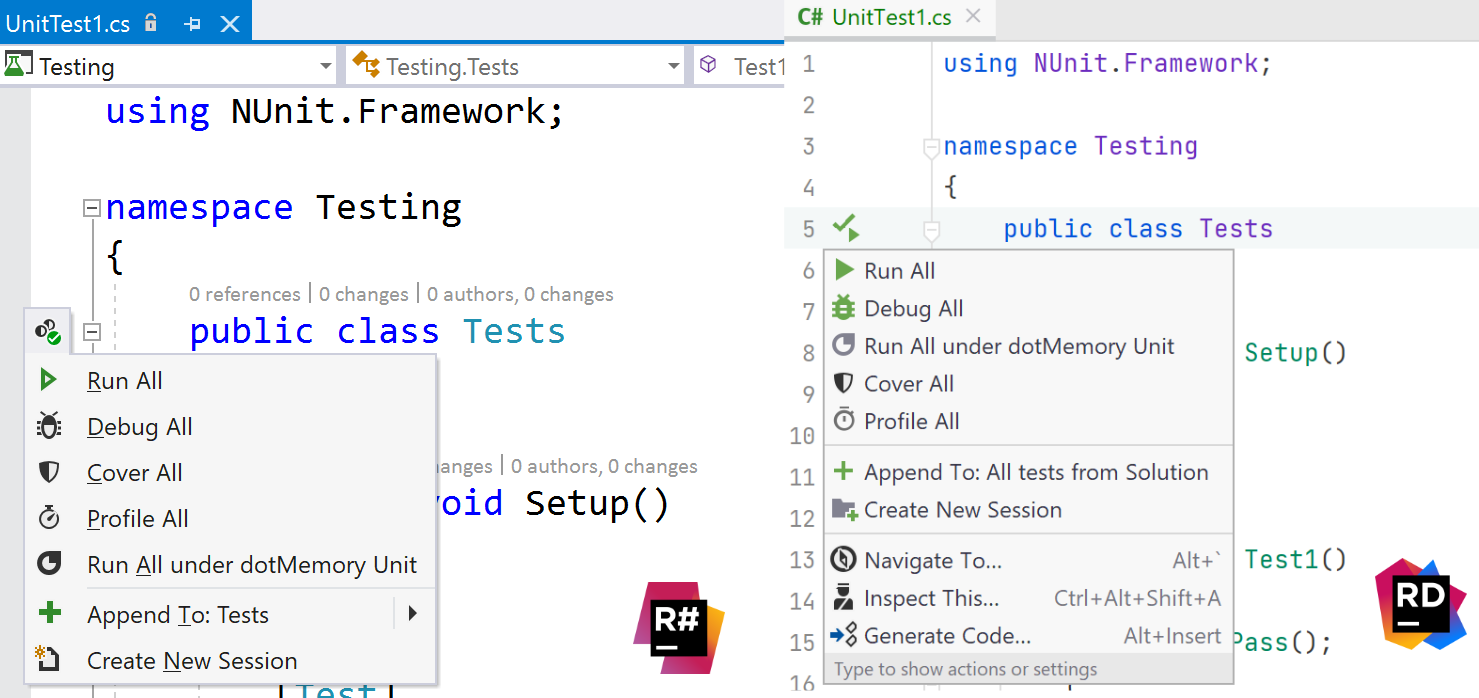 UnitTest1.cs
Testing
Testing.Tests
Test1
using NUnit.Framework;
namespace Testing
{
0 references | 0 changes | 0 authors, 0 changes
public class Tests
Run All
Debug All
Cover All
Profile All
Run All under dotMemory Unit
Append To: Tests
Create New Session
anges | 0 authors, 0 changes
void Setup()
[Test]
R#
C# UnitTest1.cs
1 using NUnit.Framework;
2
3 namespace Testing
4 {
5 public class Tests
6
7
8 Setup()
9
10
11
12
13 Test1()
14
15 Pass();
16
Run All
Debug All
Run All under dotMemory Unit
Cover All
Profile All
Append To: All tests from Solution
Create New Session
Navigate To... Alt+`
Inspect This... Ctrl+Alt+Shift+A
Generate Code... Alt+Insert
Type to show actions or settings
RD